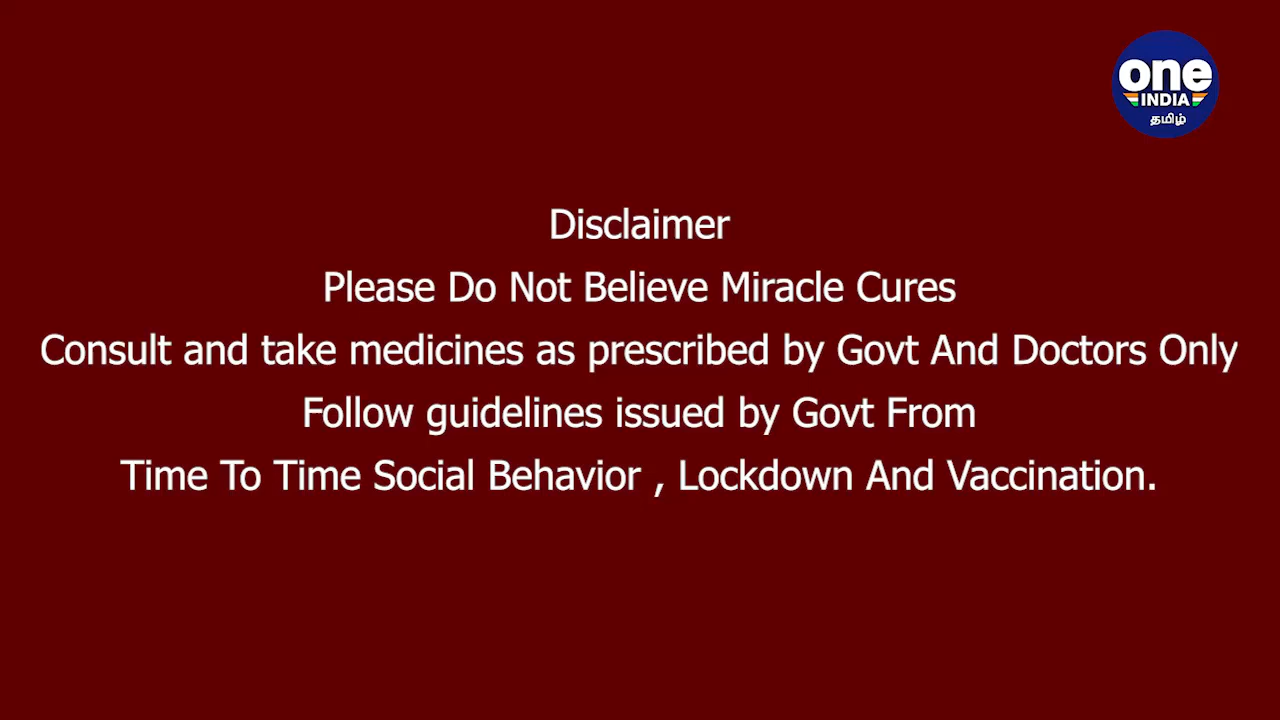 one
INDIA
தமிழ்
Disclaimer
Please Do Not Believe Miracle Cures
Consult and take medicines as prescribed by Govt And Doctors Only
Follow guidelines issued by Govt From
Time To Time Social Behavior , Lockdown And Vaccination.